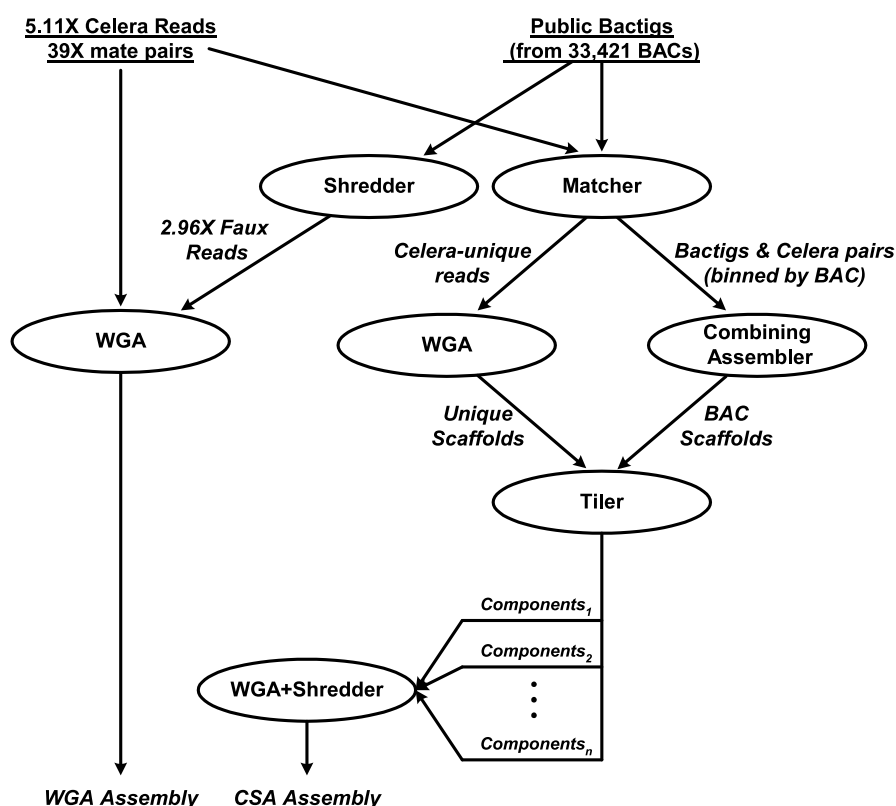 5.11X Celera Reads
39X mate pairs
Public Bactigs
(from 33,421 BACs)
Shredder
Matcher
2.96X Faux
Reads
Celera-unique
reads
Bactigs & Celera pairs
(binned by BAC)
WGA
WGA
Combining
Assembler
Unique
Scaffolds
BAC
Scaffolds
Tiler
Components1
Components2
WGA+Shredder
Componentsn
WGA Assembly
CSA Assembly